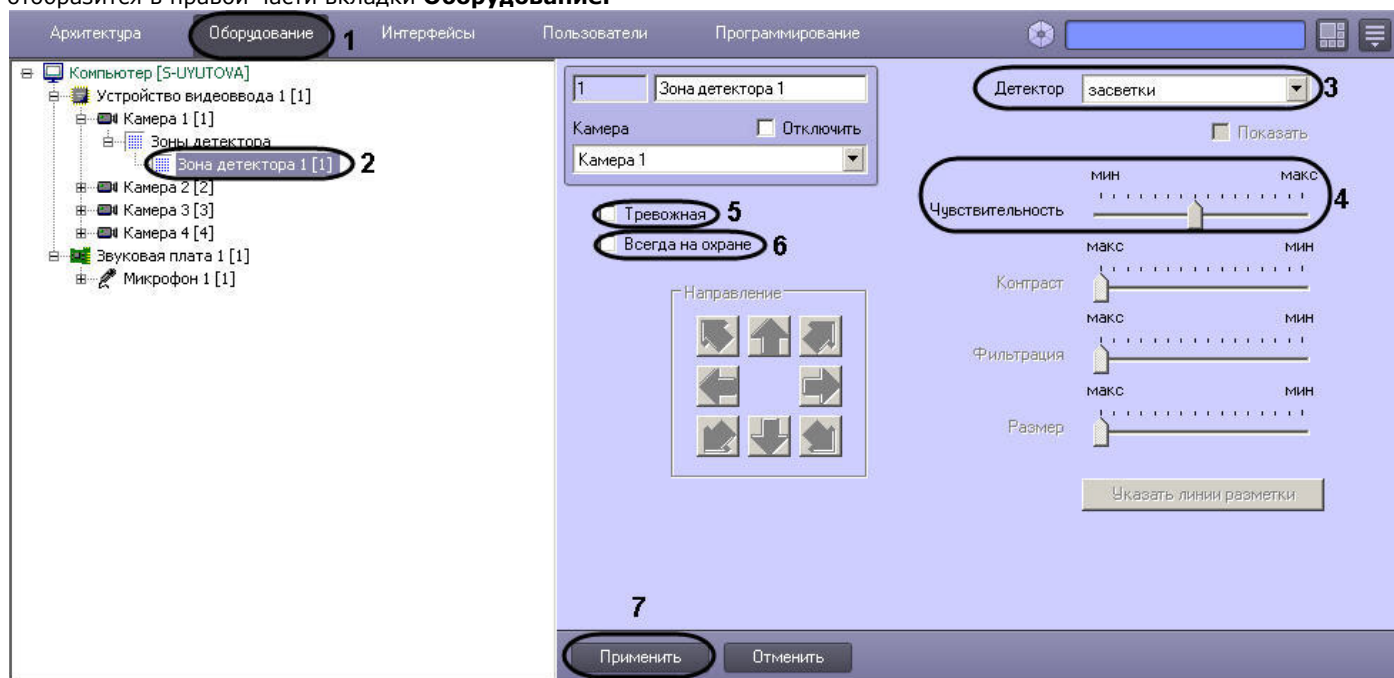 отобразится в правой части вкладки Оборудование.
Архитектура Оборудование 1 Интерфейсы Пользователи Программирование
Компьютер [S-UYUTOVA]
Устройство видеоввода 1 [1]
Камера 1 [1]
Зоны детектора
Зона детектора 1 [1] 2
Камера 2 [2]
Камера 3 [3]
Камера 4 [4]
Звуковая плата 1 [1]
Микрофон 1 [1]
1 Зона детектора 1
Камера Отключить
Камера 1
Тревожная 5
Всегда на охране 6
Направление
Детектор засветки 3
Показать
мин макс
Чувствительность 4
макс мин
Контраст
макс мин
Фильтрация
макс мин
Размер
Указать линии разметки
7
Применить Отменить